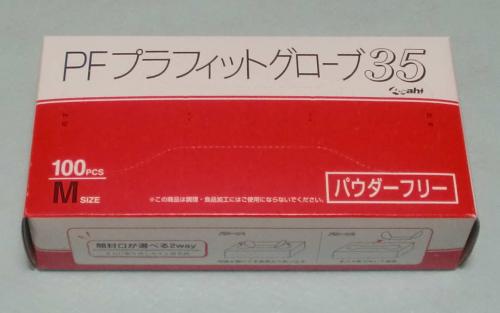 PFプラフィットグローブ35
100PCS
M SIZE
※この商品は調理・食品加工にはご使用にならないでください。
パウダーフリー
開封口が選べる2way